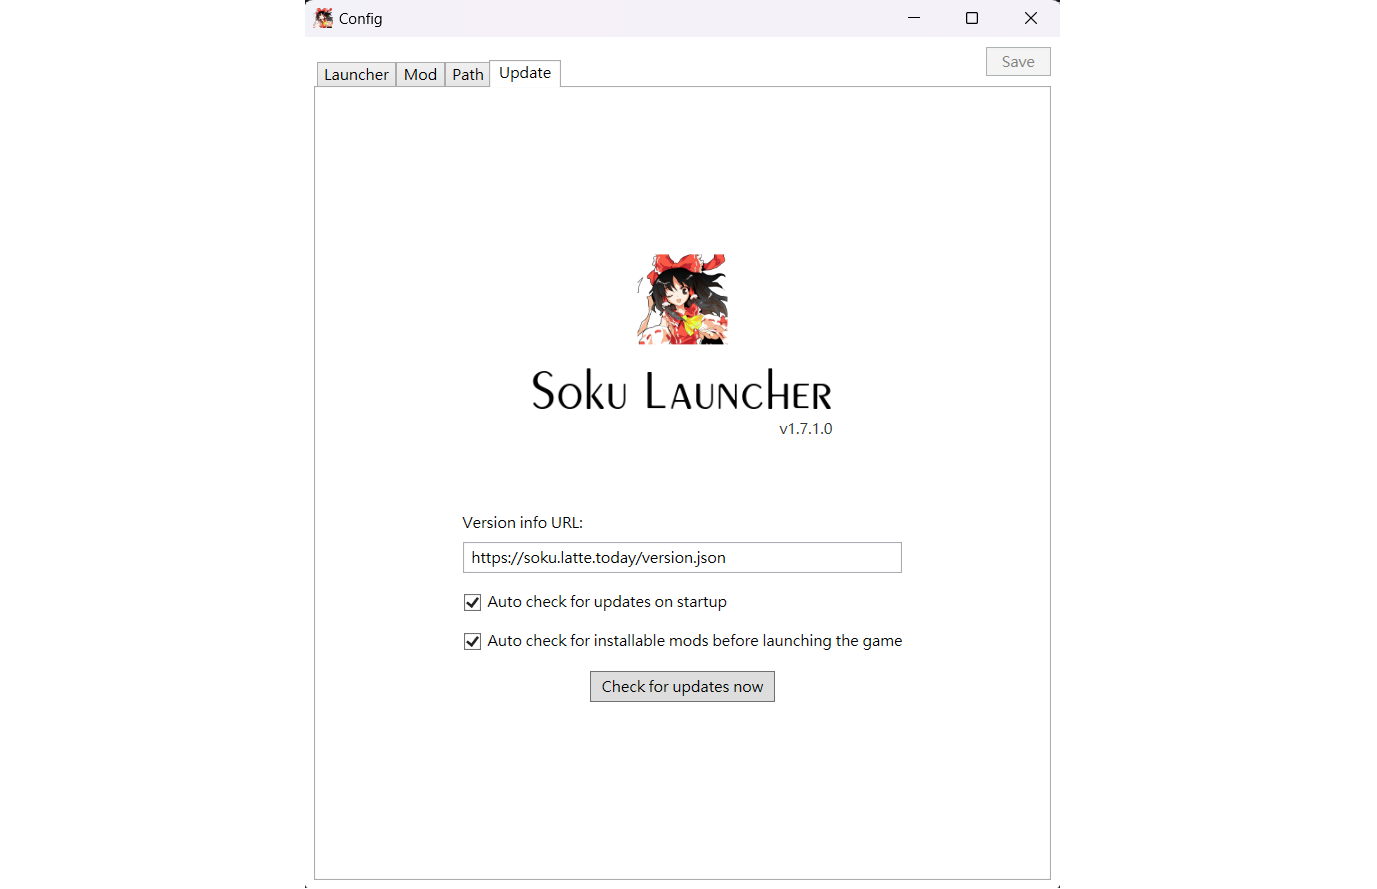 Config
Save
Launcher Mod Path Update
Soku Launcher
v1.7.1.0
Version info URL:
https://soku.latte.today/version.json
Auto check for updates on startup
Auto check for installable mods before launching the game
Check for updates now